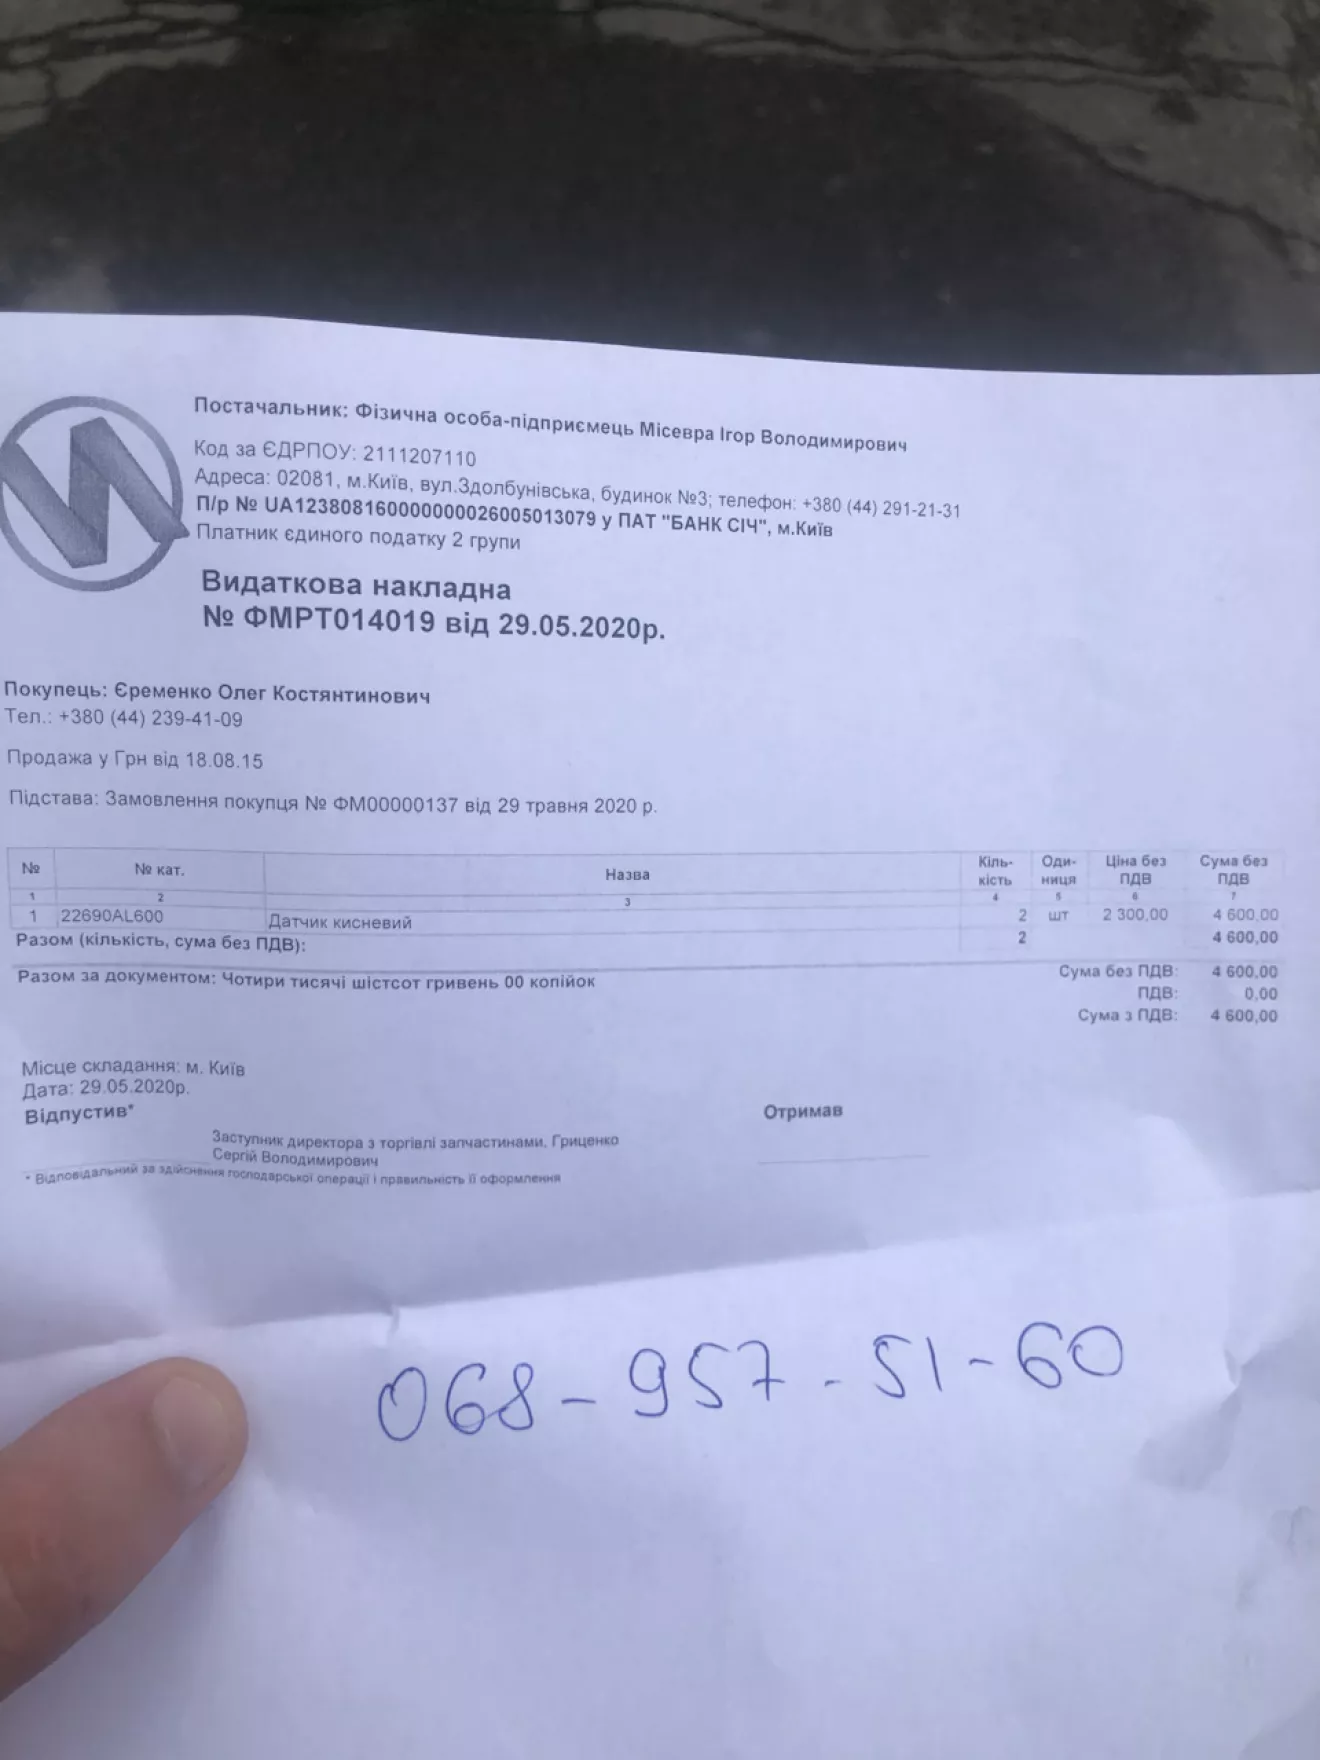 Постачальник: Фізична особа-підприємець Місевра Ігор Володимирович
Код за ЄДРПОУ: 2111207110
Адреса: 02081, м.Київ, вул.Здолбунівська, будинок №3; телефон: +380 (44) 291-21-31
П/р № UA123808160000000026005013079 у ПАТ "БАНК СІЧ", м.Київ
Платник єдиного податку 2 групи
Видаткова накладна
№ ФМРТ014019 від 29.05.2020р.
Покупець: Єременко Олег Костянтинович
Тел.: +380 (44) 239-41-09
Продажа у Грн від 18.08.15
Підстава: Замовлення покупця № ФМ00000137 від 29 травня 2020 р.
№ № кат. Назва Кіль-кість Оди-ниця Ціна без ПДВ Сума без ПДВ
1 2 3 4 5 6 7
1 22690AL600 Датчик кисневий 2 шт 2 300,00 4 600,00
Разом (кількість, сума без ПДВ): 2 4 600,00
Разом за документом: Чотири тисячі шістсот гривень 00 копійок Сума без ПДВ: 4 600,00
ПДВ: 0,00
Сума з ПДВ: 4 600,00
Місце складання: м. Київ
Дата: 29.05.2020р.
Відпустив* Отримав
Заступник директора з торгівлі запчастинами, Гриценко
Сергій Володимирович
* Відповідальний за здійснення господарської операції і правильність її оформлення
068-957-51-60